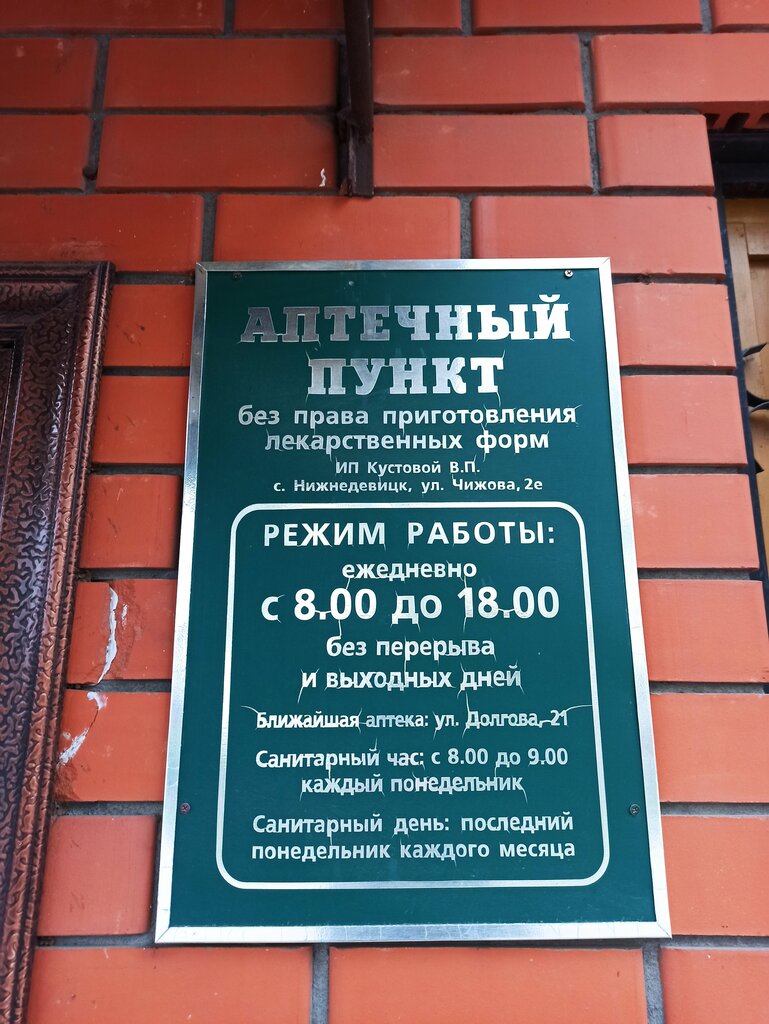 АПТЕЧНЫЙ
ПУНКТ
без права приготовления
лекарственных форм
ИП Кустовой В.П.
с. Нижнедевицк, ул. Чижова, 2е
РЕЖИМ РАБОТЫ:
ежедневно
с 8.00 до 18.00
без перерыва
и выходных дней
Ближайшая аптека: ул. Долгова, 21
Санитарный час: с 8.00 до 9.00
каждый понедельник
Санитарный день: последний
понедельник каждого месяца